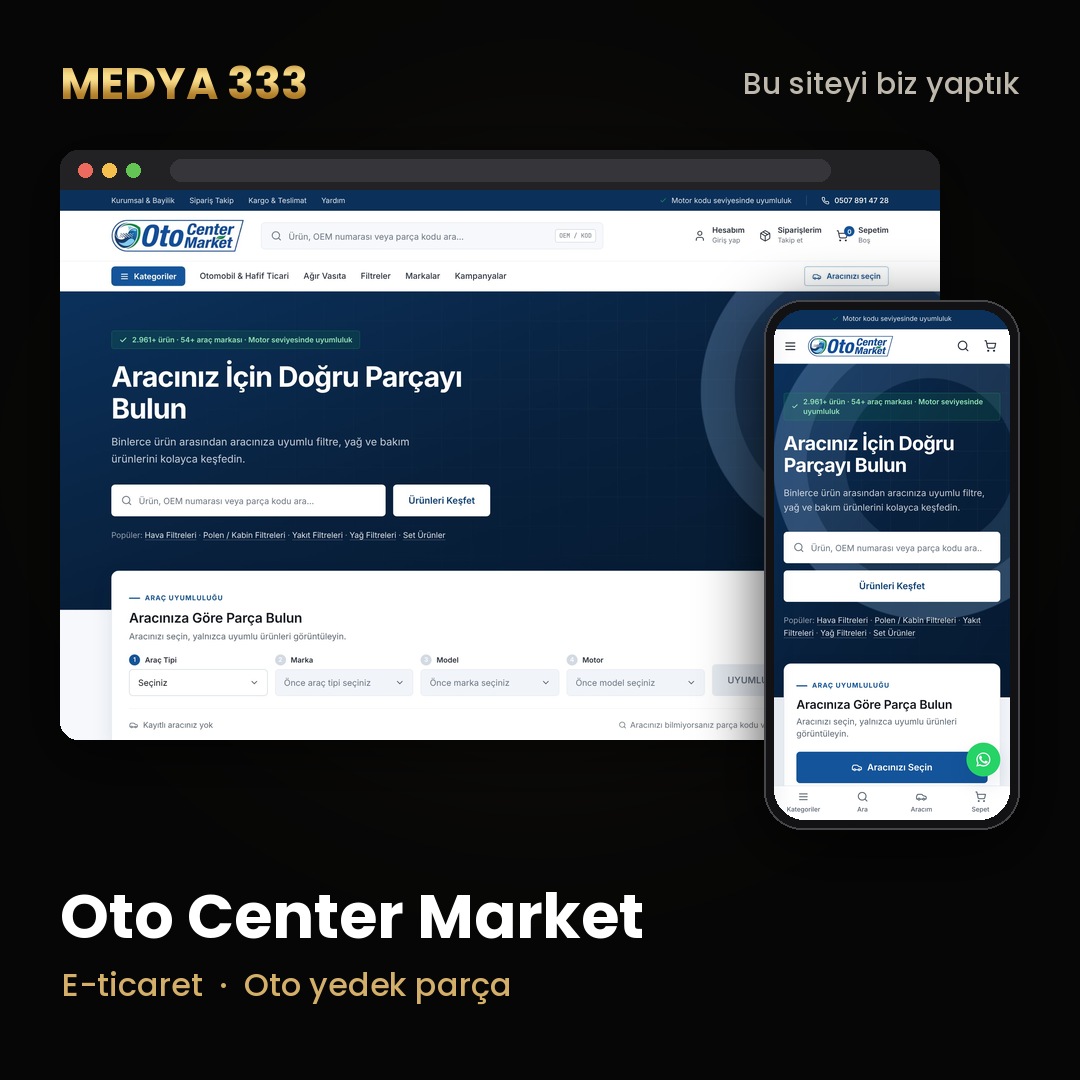 MEDYA 333
Bu siteyi biz yaptık
Kurumsal & Bayilik
Sipariş Takip
Kargo & Teslimat
Yardım
Motor kodu seviyesinde uyumluluk
0507 891 47 28
Oto Center Market
Ürün, OEM numarası veya parça kodu ara...
OEM / KOD
Hesabım
Giriş yap
Siparişlerim
Takip et
0
Sepetim
Boş
Kategoriler
Otomobil & Hafif Ticari
Ağır Vasıta
Filtreler
Markalar
Kampanyalar
Aracınızı seçin
2.961+ ürün · 54+ araç markası · Motor seviyesinde uyumluluk
Aracınız İçin Doğru Parçayı
Bulun
Binlerce ürün arasından aracınıza uyumlu filtre, yağ ve bakım
ürünlerini kolayca keşfedin.
Ürün, OEM numarası veya parça kodu ara...
Ürünleri Keşfet
Popüler: Hava Filtreleri · Polen / Kabin Filtreleri · Yakıt Filtreleri · Yağ Filtreleri · Set Ürünler
ARAÇ UYUMLULUĞU
Aracınıza Göre Parça Bulun
Aracınızı seçin, yalnızca uyumlu ürünleri görüntüleyin.
1 Araç Tipi
2 Marka
3 Model
4 Motor
Seçiniz
Önce araç tipi seçiniz
Önce marka seçiniz
Önce model seçiniz
UYUML
Kayıtlı aracınız yok
Aracınızı bilmiyorsanız parça kodu v
Motor kodu seviyesinde uyumluluk
Oto Center Market
2.961+ ürün · 54+ araç markası · Motor seviyesinde
uyumluluk
Aracınız İçin Doğru
Parçayı Bulun
Binlerce ürün arasından aracınıza uyumlu filtre,
yağ ve bakım ürünlerini kolayca keşfedin.
Ürün, OEM numarası veya parça kodu ara..
Ürünleri Keşfet
Popüler: Hava Filtreleri · Polen / Kabin Filtreleri · Yakıt
Filtreleri · Yağ Filtreleri · Set Ürünler
ARAÇ UYUMLULUĞU
Aracınıza Göre Parça Bulun
Aracınızı seçin, yalnızca uyumlu ürünleri
görüntüleyin.
Aracınızı Seçin
Kategoriler
Ara
Aracım
Sepet
Oto Center Market
E-ticaret · Oto yedek parça